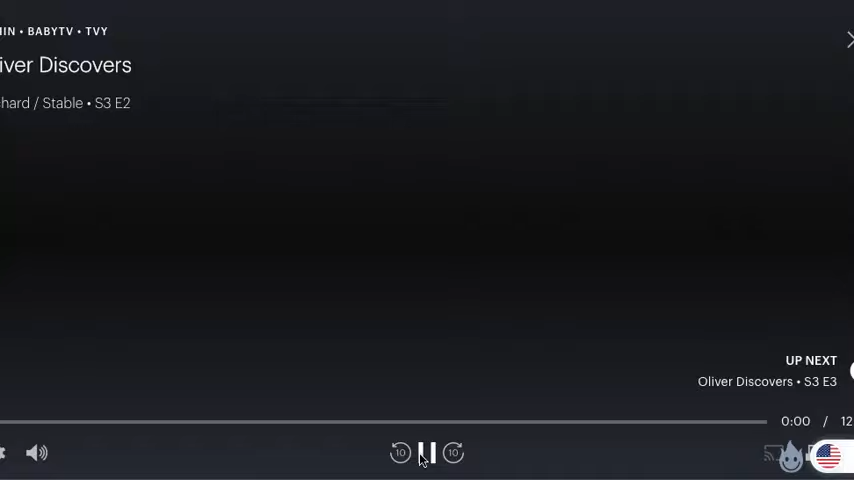 IIN • BABYTV • TVY
iver Discovers
hard / Stable • S3 E2
UP NEXT
Oliver Discovers • S3 E3
0:00 / 12
10 10